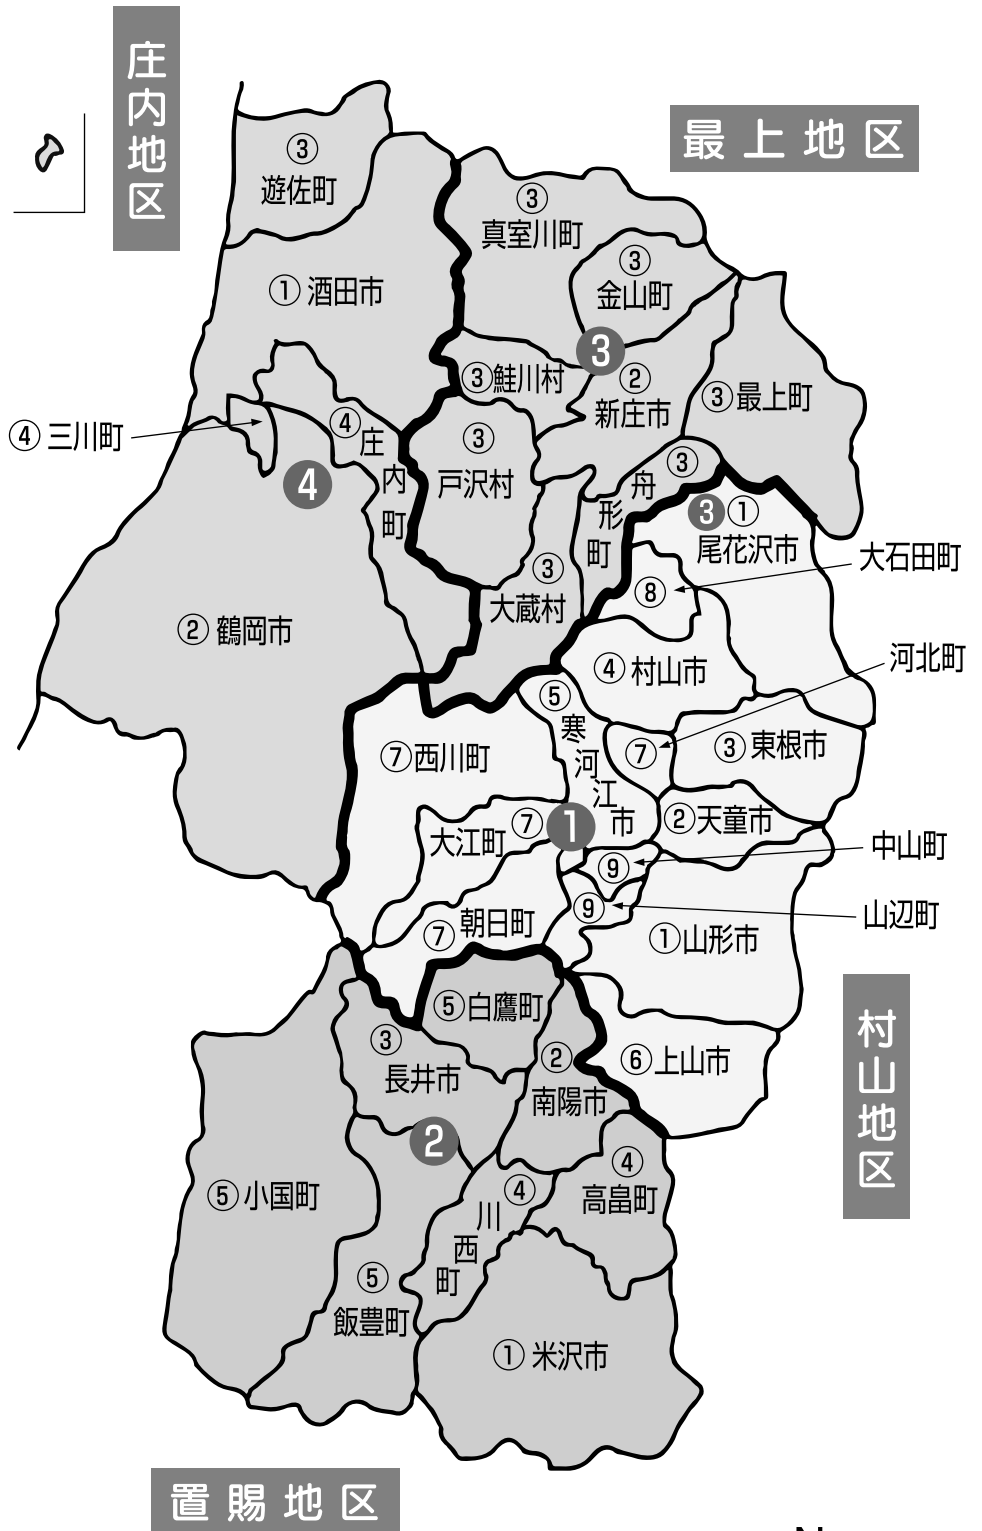 庄内地区
最上地区
③
遊佐町
③
真室川町
③
金山町
①酒田市
❸
③鮭川村
②
新庄市
③最上町
④三川町
④
庄内町
③
戸沢村
❹
③
舟形町
❸①
尾花沢市
大石田町
⑧
③
大蔵村
②鶴岡市
④村山市
河北町
⑤
寒河江市
⑦西川町
⑦
③東根市
⑦
大江町
❶
②天童市
中山町
⑨
⑨
山辺町
⑦
朝日町
①山形市
⑤白鷹町
村山地区
③
長井市
②
南陽市
⑥上山市
❷
④
高畠町
⑤小国町
④
川西町
⑤
飯豊町
①米沢市
置賜地区